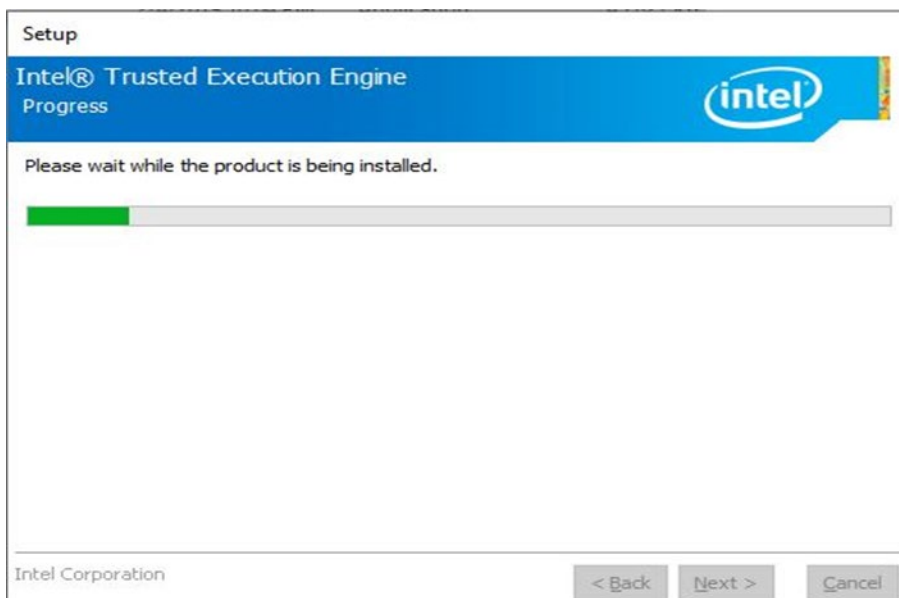 Setup
Intel® Trusted Execution Engine
Progress
intel
Please wait while the product is being installed.
Intel Corporation
< Back Next > Cancel